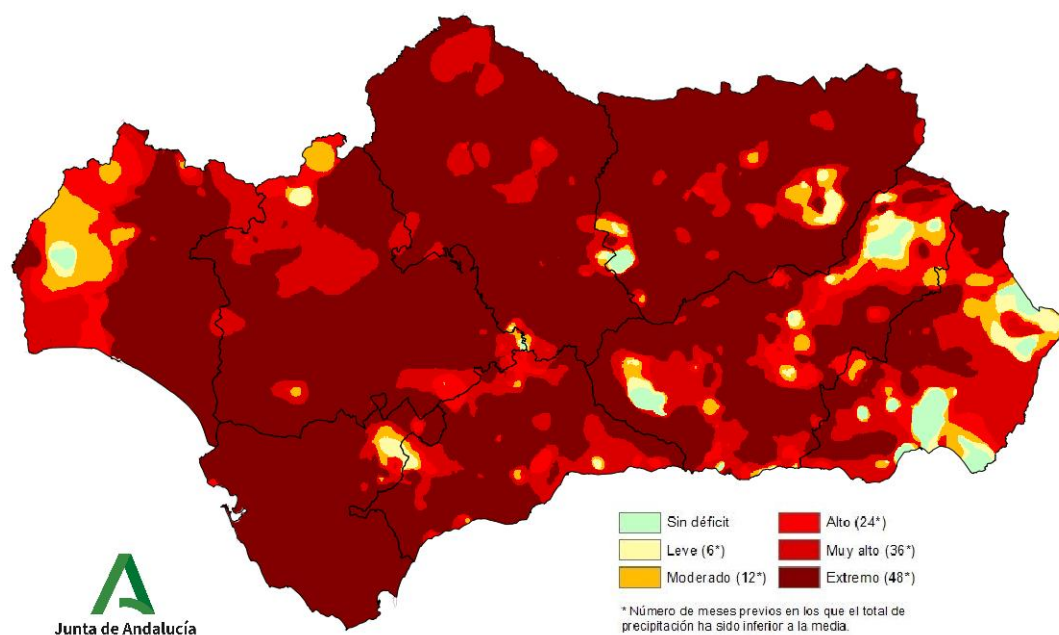 Sin déficit
Leve (6*)
Moderado (12*)
Alto (24*)
Muy alto (36*)
Extremo (48*)
* Número de meses previos en los que el total de
precipitación ha sido inferior a la media.
Junta de Andalucía